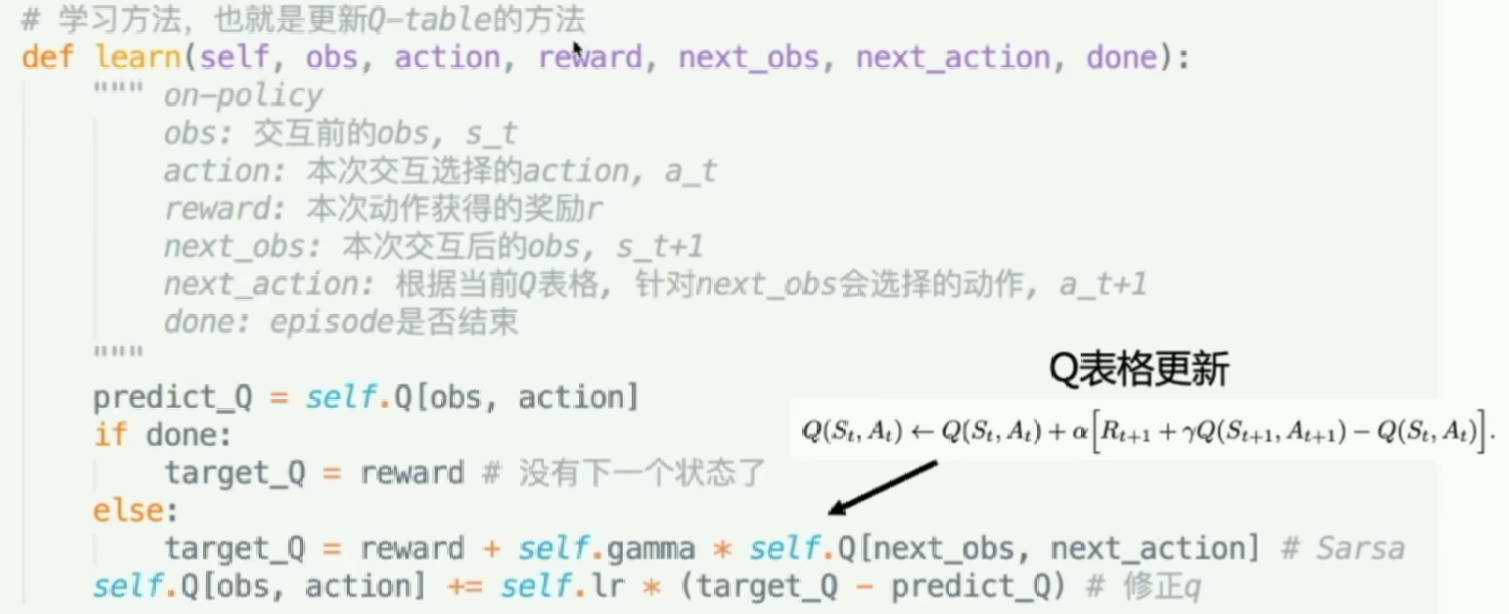 # 学习方法，也就是更新Q-table的方法
def learn(self, obs, action, reward, next_obs, next_action, done):
""" on-policy
obs: 交互前的obs, s_t
action: 本次交互选择的action, a_t
reward: 本次动作获得的奖励r
next_obs: 本次交互后的obs, s_t+1
next_action: 根据当前Q表格, 针对next_obs会选择的动作, a_t+1
done: episode是否结束
"""
predict_Q = self.Q[obs, action]
if done:
target_Q = reward # 没有下一个状态了
else:
target_Q = reward + self.gamma * self.Q[next_obs, next_action] # Sarsa
self.Q[obs, action] += self.lr * (target_Q - predict_Q) # 修正q
Q表格更新
Q(S_t, A_t) ← Q(S_t, A_t) + α[R_{t+1} + γQ(S_{t+1}, A_{t+1}) − Q(S_t, A_t)].